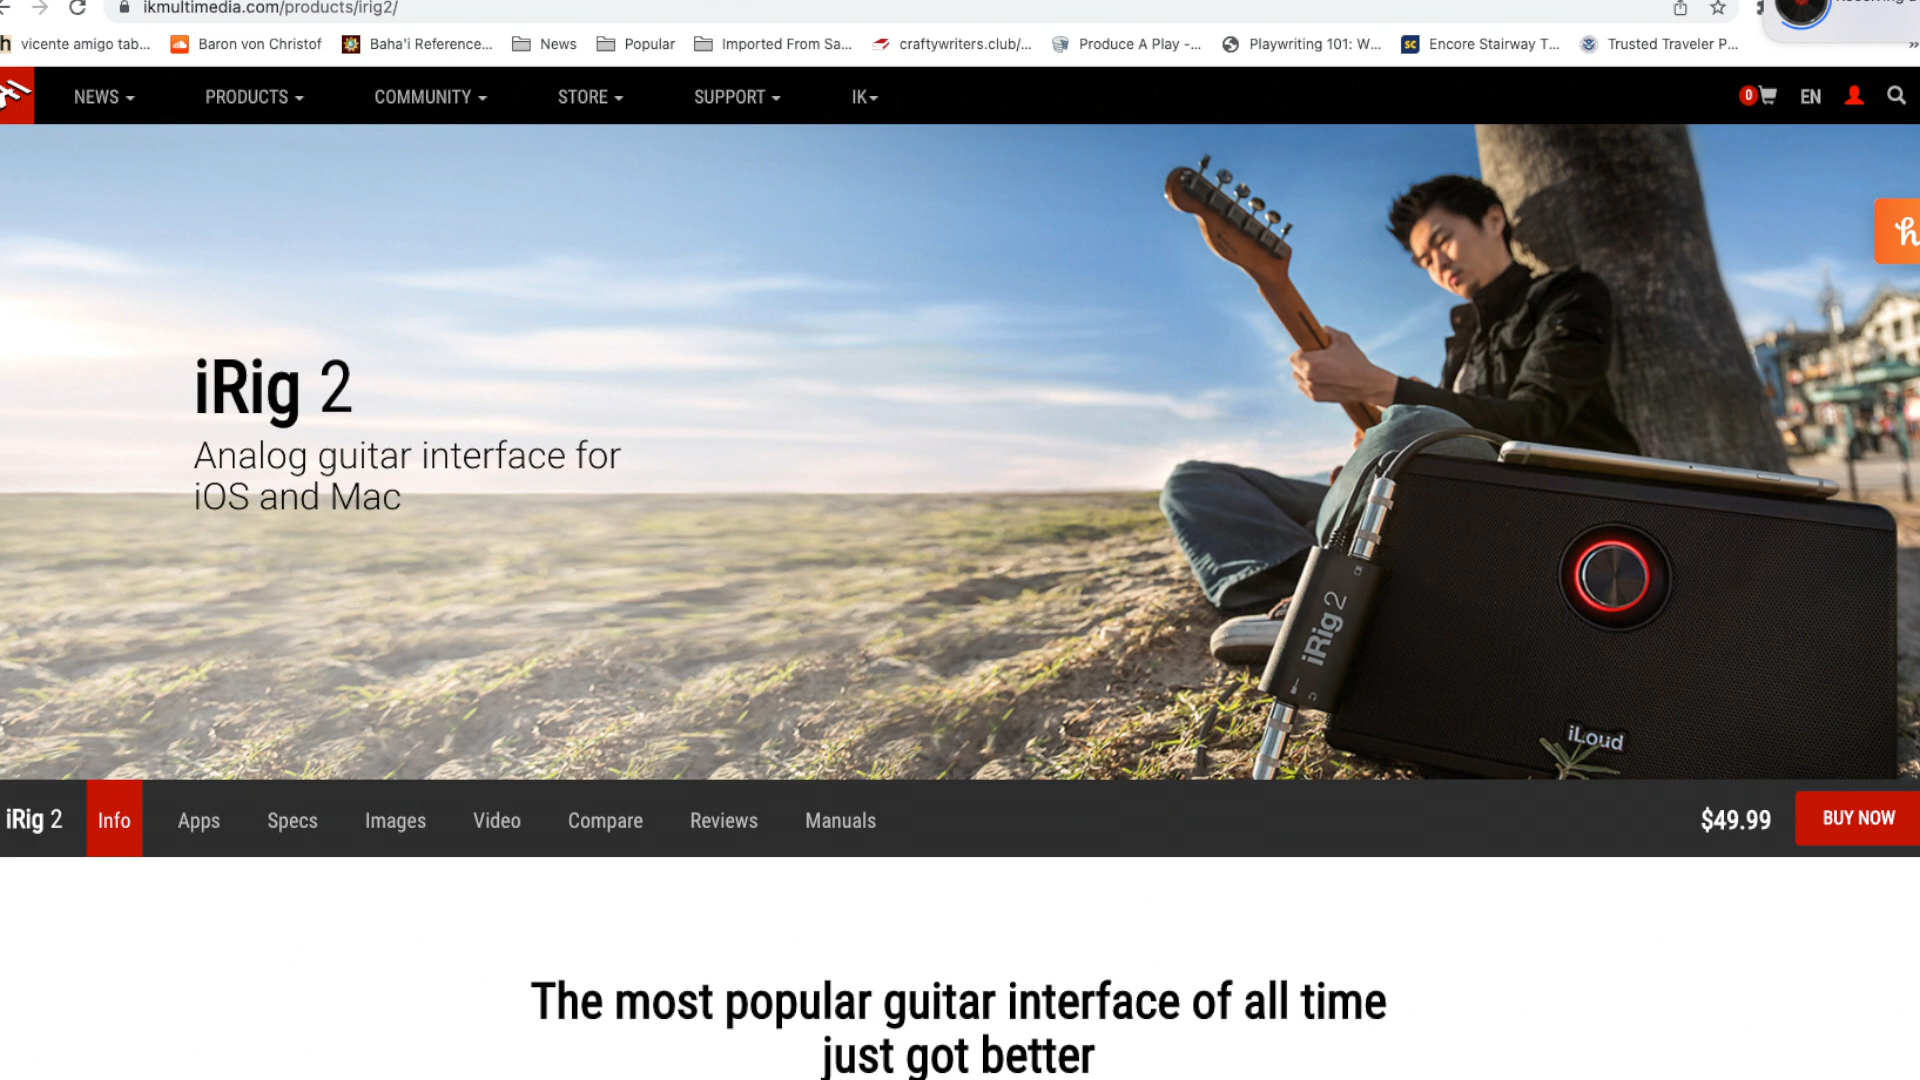 ikmultimedia.com/products/irig2/
vicente amigo tab...
Baron von Christof
Baha'i Reference...
News
Popular
Imported From Sa...
craftywriters.club/...
Produce A Play -...
Playwriting 101: W...
SC
Encore Stairway T...
Trusted Traveler P...
NEWS
PRODUCTS
COMMUNITY
STORE
SUPPORT
IK
0
EN
h
iRig 2
Analog guitar interface for
iOS and Mac
iRig 2
iLoud
iRig 2
Info
Apps
Specs
Images
Video
Compare
Reviews
Manuals
$49.99
BUY NOW
The most popular guitar interface of all time
just got better